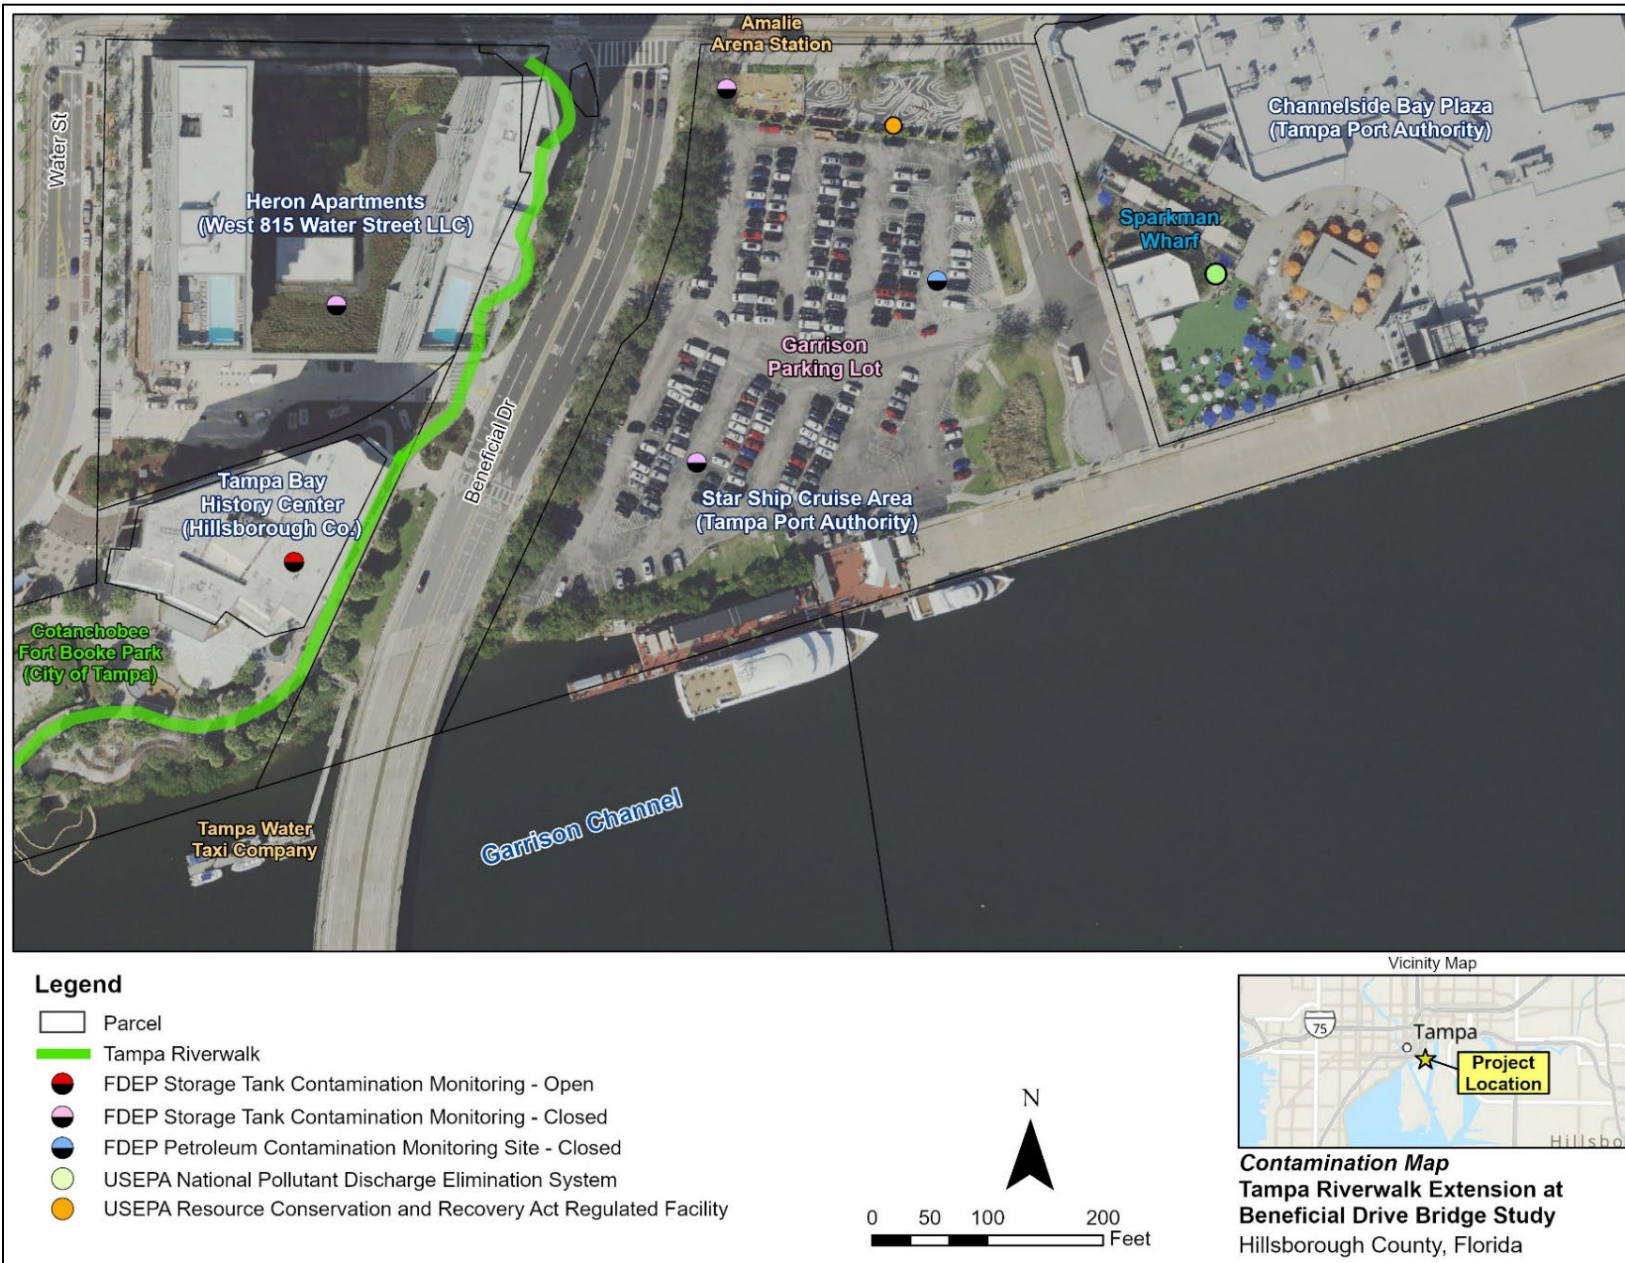 Amalie
Arena Station
Channelside Bay Plaza
(Tampa Port Authority)
Water St
Heron Apartments
(West 815 Water Street LLC)
Sparkman
Wharf
Garrison
Parking Lot
Beneficial Dr
Tampa Bay
History Center
(Hillsborough Co.)
Star Ship Cruise Area
(Tampa Port Authority)
Cotanchobee
Fort Booke Park
(City of Tampa)
Tampa Water
Taxi Company
Garrison Channel
Legend
Parcel
Tampa Riverwalk
FDEP Storage Tank Contamination Monitoring - Open
FDEP Storage Tank Contamination Monitoring - Closed
FDEP Petroleum Contamination Monitoring Site - Closed
USEPA National Pollutant Discharge Elimination System
USEPA Resource Conservation and Recovery Act Regulated Facility
N
0 50 100 200
Feet
Vicinity Map
75
Tampa
Project
Location
Hillsbo
Contamination Map
Tampa Riverwalk Extension at
Beneficial Drive Bridge Study
Hillsborough County, Florida